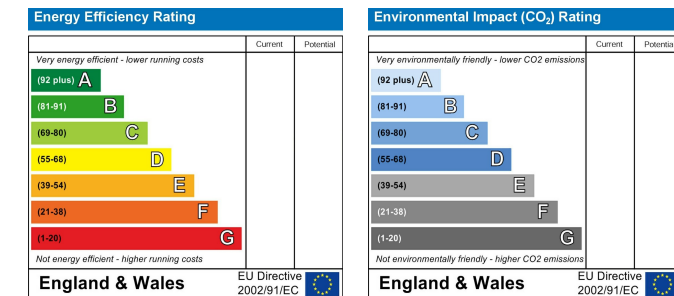 Energy Efficiency Rating
Current Potential
Very energy efficient - lower running costs
(92 plus) A
(81-91) B
(69-80) C
(55-68) D
(39-54) E
(21-38) F
(1-20) G
Not energy efficient - higher running costs
England & Wales
EU Directive
2002/91/EC
Environmental Impact (CO₂) Rating
Current Potential
Very environmentally friendly - lower CO2 emissions
(92 plus) A
(81-91) B
(69-80) C
(55-68) D
(39-54) E
(21-38) F
(1-20) G
Not environmentally friendly - higher CO2 emissions
England & Wales
EU Directive
2002/91/EC